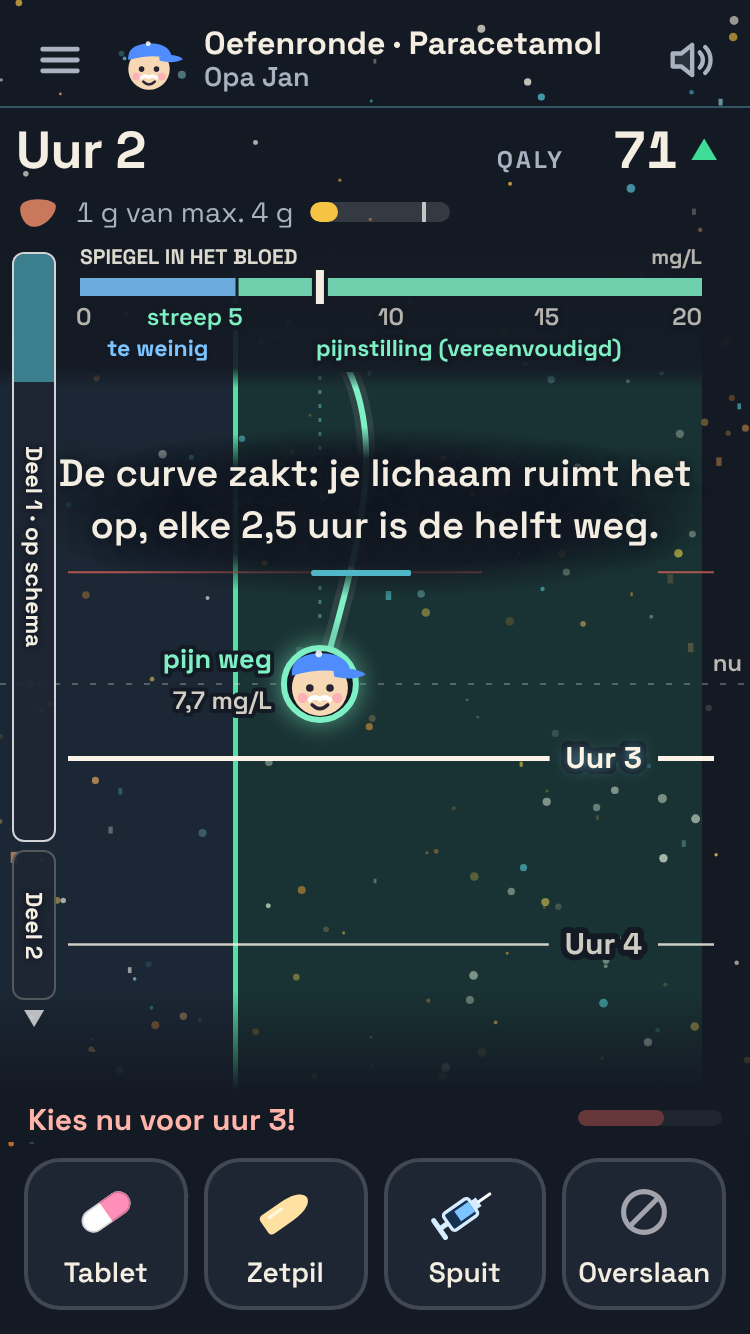 Oefenronde · Paracetamol
Opa Jan
Uur 2
QALY 71
1 g van max. 4 g
SPIEGEL IN HET BLOED mg/L
0 streep 5 10 15 20
te weinig pijnstilling (vereenvoudigd)
Deel 1 · op schema
De curve zakt: je lichaam ruimt het
op, elke 2,5 uur is de helft weg.
pijn weg
nu
7,7 mg/L
Uur 3
Deel 2
Uur 4
Kies nu voor uur 3!
Tablet Zetpil Spuit Overslaan